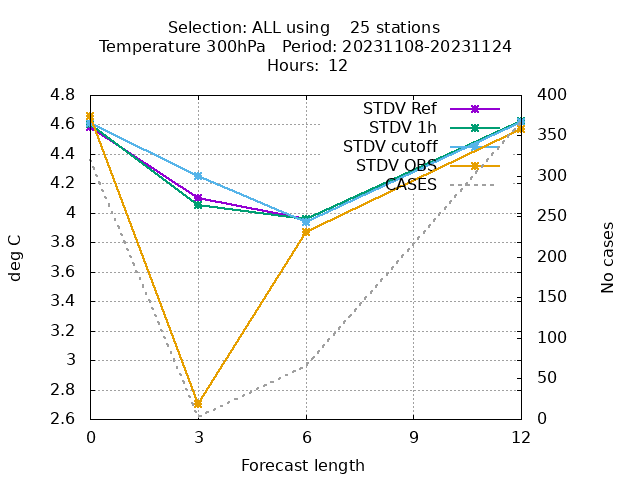 Selection: ALL using    25 stations
Temperature 300hPa   Period: 20231108-20231124
Hours:  12
4.8
4.6
4.4
4.2
4
3.8
3.6
3.4
3.2
3
2.8
2.6
deg C
400
350
300
250
200
150
100
50
0
No cases
STDV Ref
STDV 1h
STDV cutoff
STDV OBS
CASES
0
3
6
9
12
Forecast length